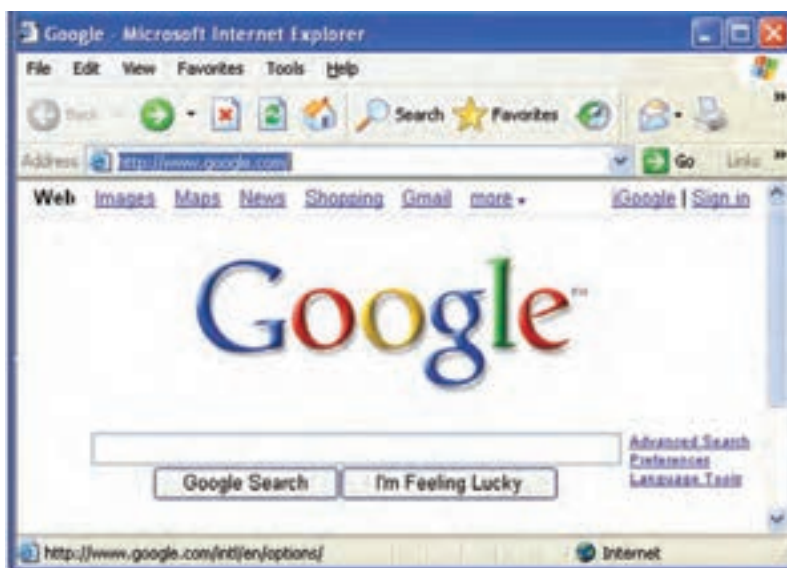 Google - Microsoft Internet Explorer
File Edit View Favorites Tools Help
Back Search Favorites »
Address http://www.google.com/ Go Links »
Web Images Maps News Shopping Gmail more iGoogle | Sign in
Google™
Advanced Search
Preferences
Language Tools
Google Search I'm Feeling Lucky
http://www.google.com/intl/en/options/ Internet